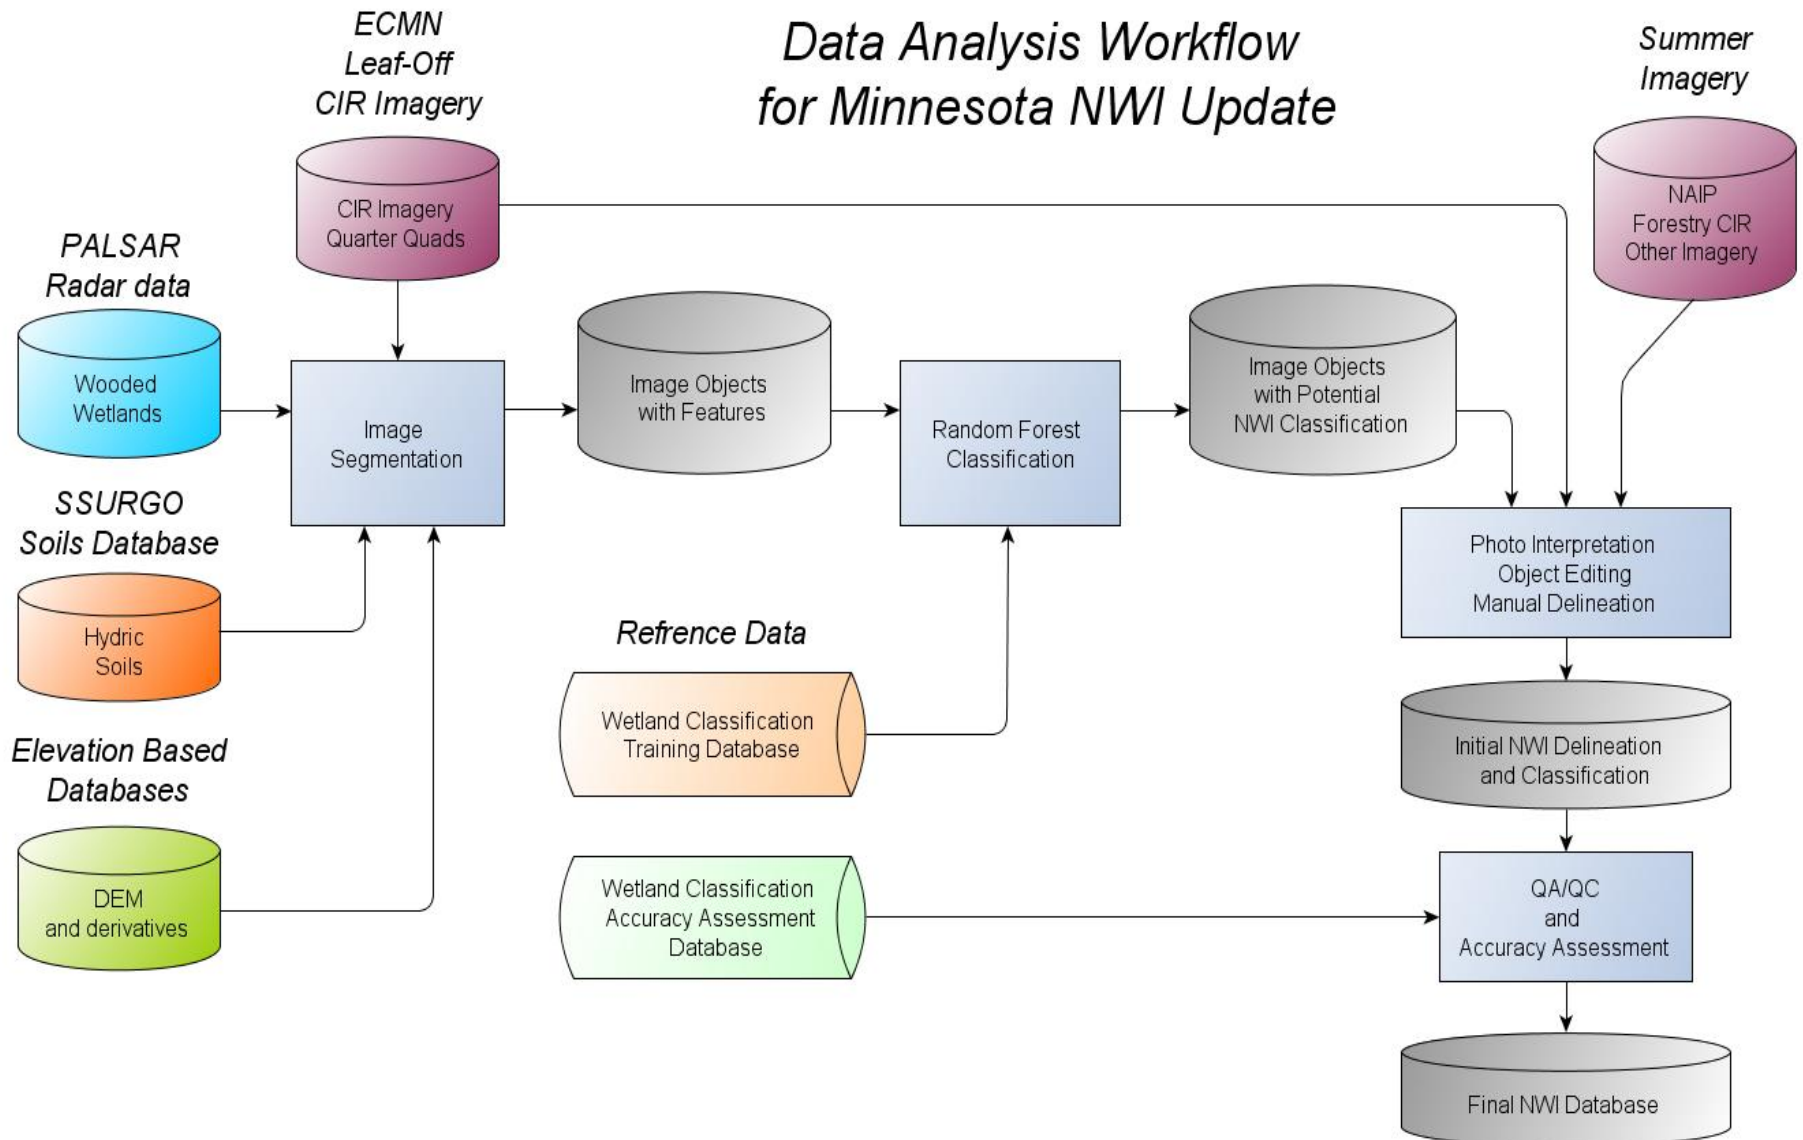 Data Analysis Workflow
for Minnesota NWI Update
ECMN
Leaf-Off
CIR Imagery
CIR Imagery
Quarter Quads
Summer
Imagery
NAIP
Forestry CIR
Other Imagery
PALSAR
Radar data
Wooded
Wetlands
Image
Segmentation
Image Objects
with Features
Random Forest
Classification
Image Objects
with Potential
NWI Classification
SSURGO
Soils Database
Hydric
Soils
Photo Interpretation
Object Editing
Manual Delineation
Refrence Data
Wetland Classification
Training Database
Initial NWI Delineation
and Classification
Elevation Based
Databases
DEM
and derivatives
Wetland Classification
Accuracy Assessment
Database
QA/QC
and
Accuracy Assessment
Final NWI Database